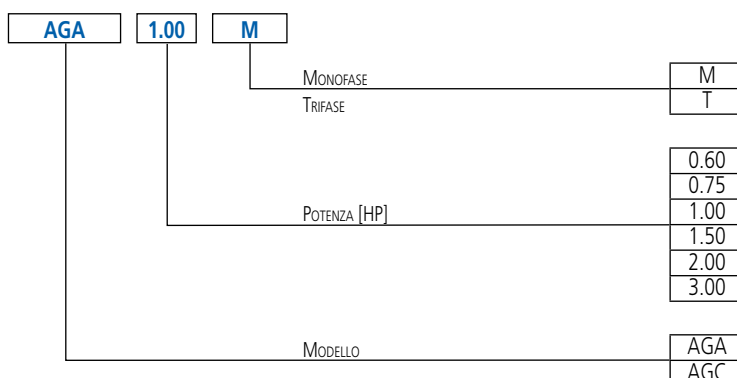 AGA 1.00 M
Monofase M
Trifase T
0.60
0.75
Potenza [HP] 1.00
1.50
2.00
3.00
Modello AGA
AGC